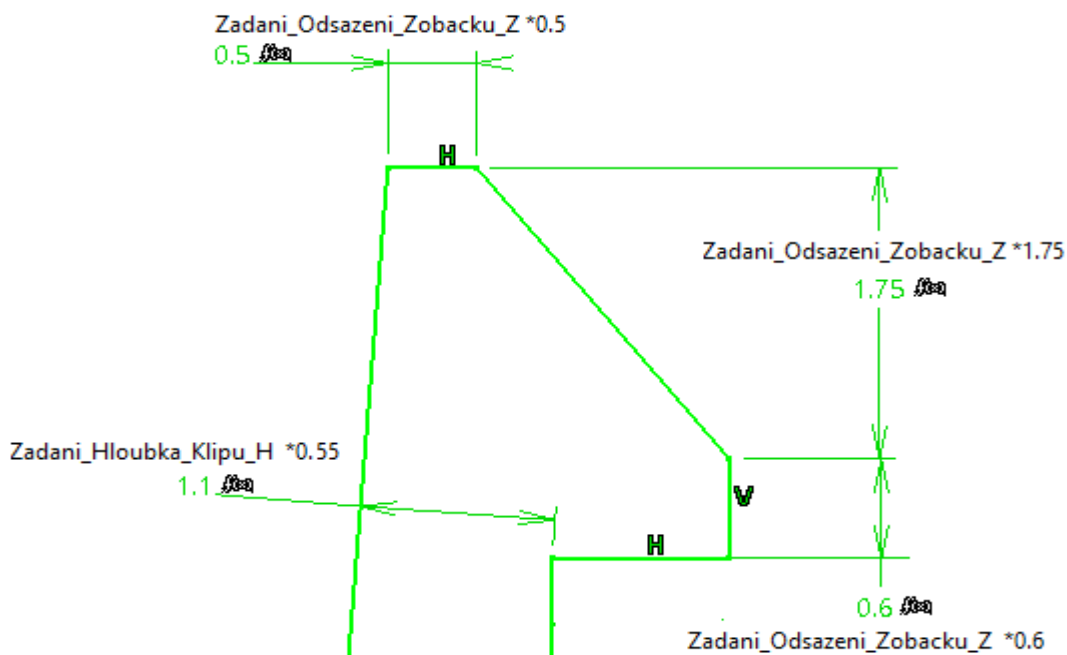 Zadani_Odsazeni_Zobacku_Z *0.5
0.5 f(x)
H
Zadani_Odsazeni_Zobacku_Z *1.75
1.75 f(x)
Zadani_Hloubka_Klipu_H *0.55
1.1 f(x)
V
H
0.6 f(x)
Zadani_Odsazeni_Zobacku_Z *0.6